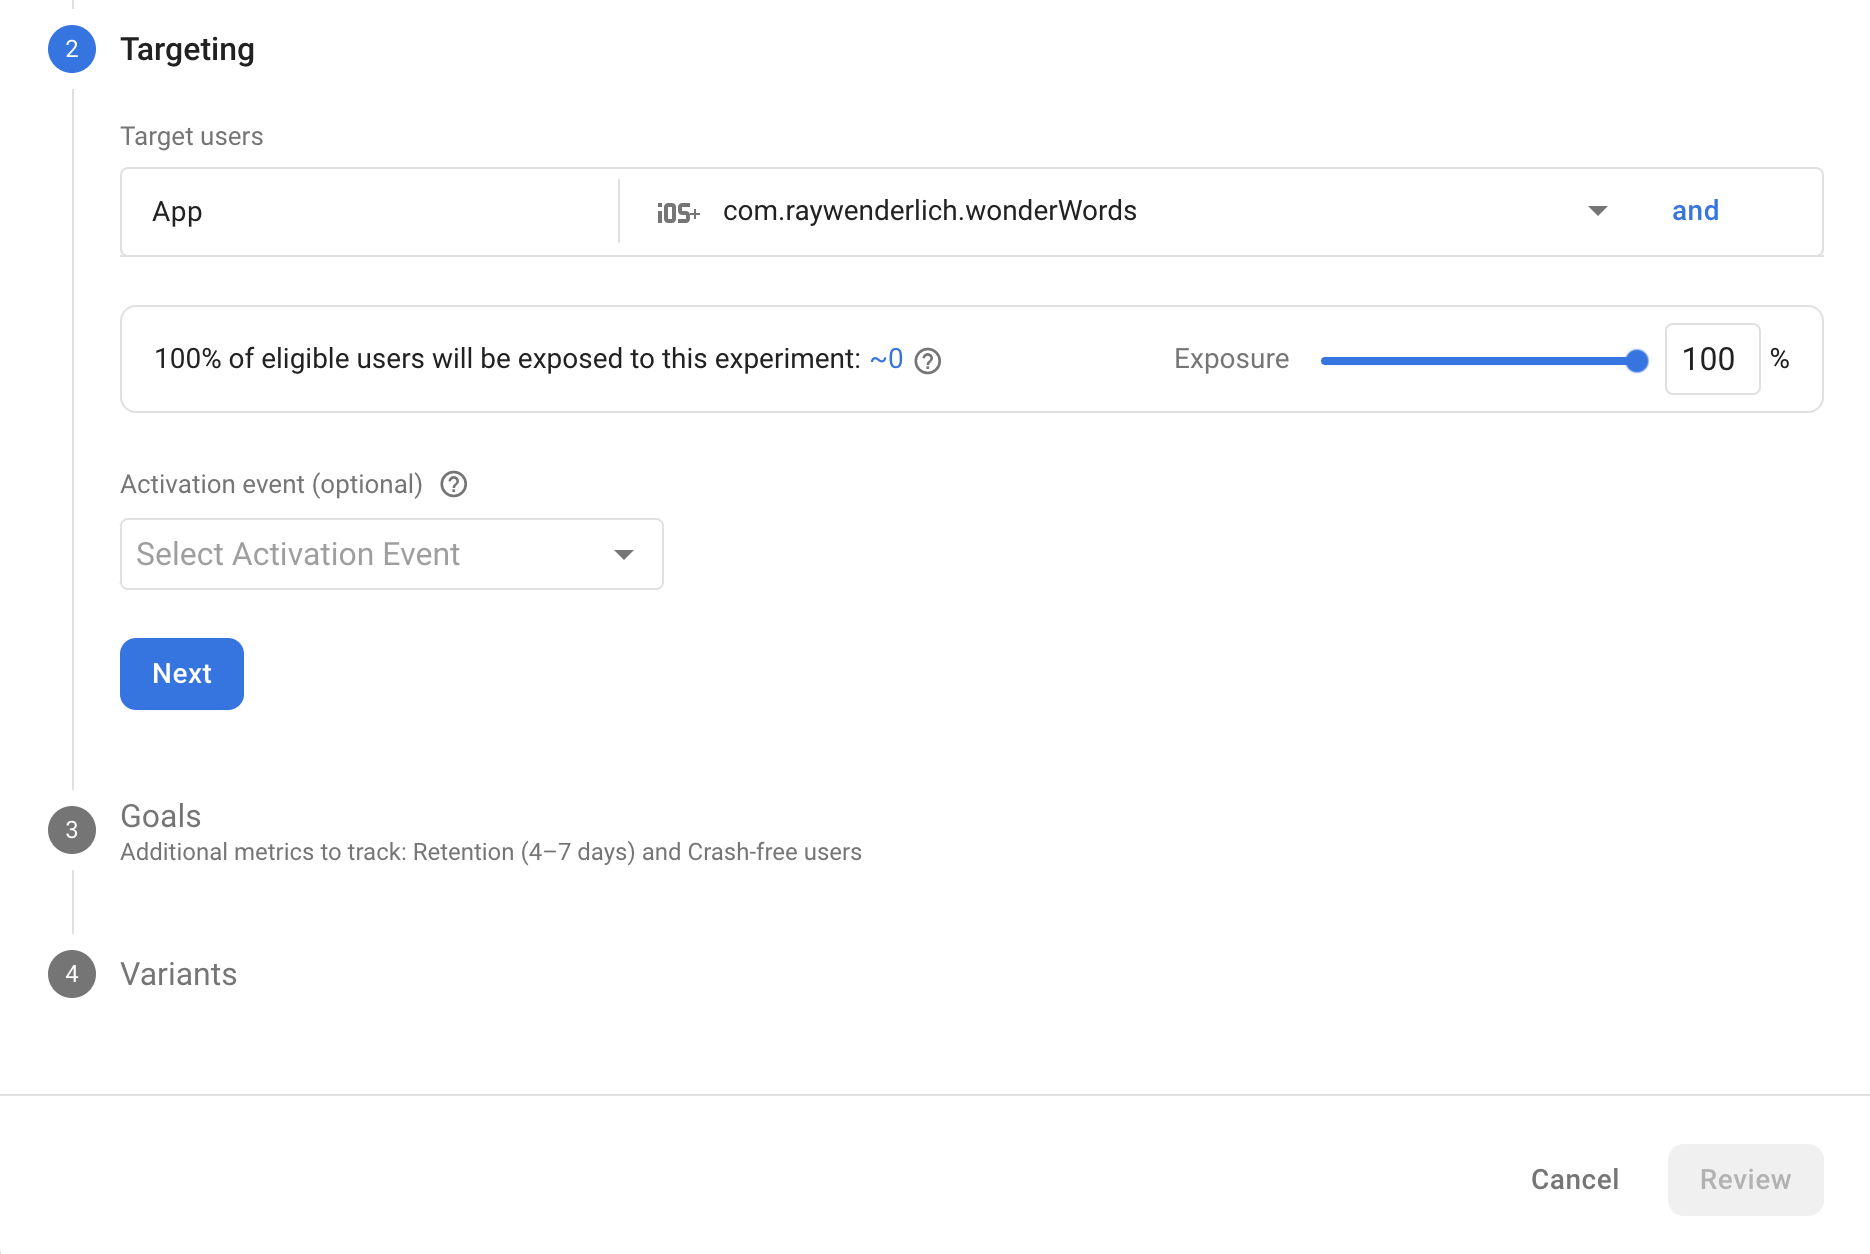 2 Targeting
Target users
App iOS+ com.raywenderlich.wonderWords and
100% of eligible users will be exposed to this experiment: ~0 ? Exposure 100 %
Activation event (optional) ?
Select Activation Event
Next
3 Goals
Additional metrics to track: Retention (4–7 days) and Crash-free users
4 Variants
Cancel Review